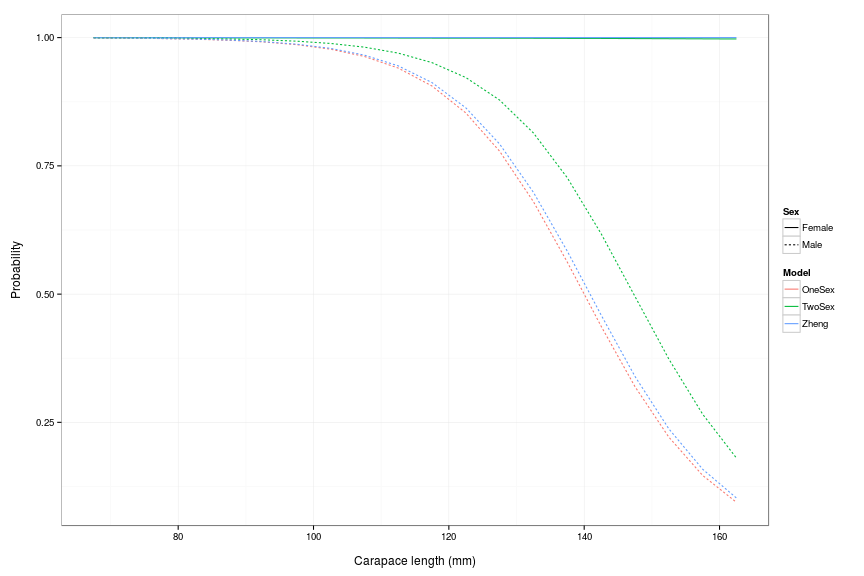 1.00
0.75
0.50
0.25
Probability
80 100 120 140 160
Carapace length (mm)
Sex
Female
Male
Model
OneSex
TwoSex
Zheng